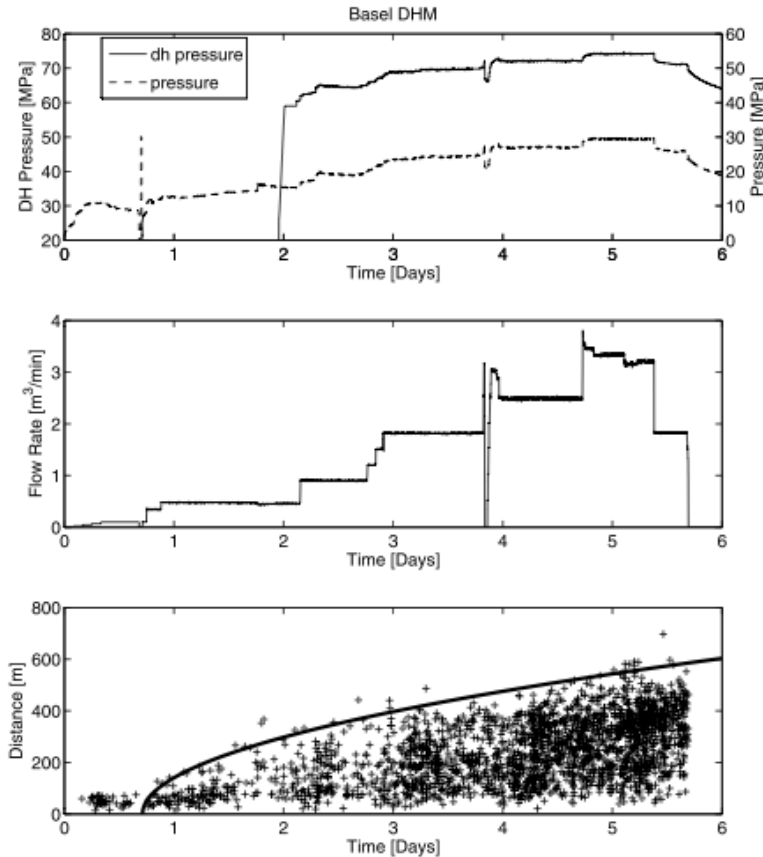 Basel DHM
80
70
60
50
40
30
20
DH Pressure [MPa]
dh pressure
pressure
60
50
40
30
20
10
0
Pressure [MPa]
0 1 2 3 4 5 6
Time [Days]
4
3
2
1
0
Flow Rate [m³/min]
0 1 2 3 4 5 6
Time [Days]
800
600
400
200
0
Distance [m]
0 1 2 3 4 5 6
Time [Days]